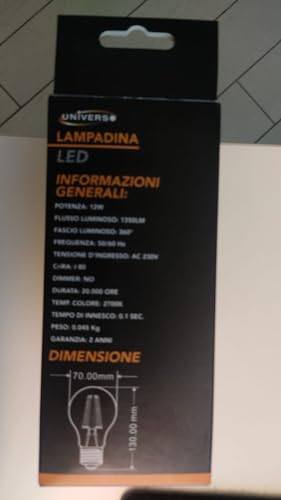 UNIVERSO
LAMPADINA
LED
INFORMAZIONI
GENERALI:
POTENZA: 12W
FLUSSO LUMINOSO: 1350LM
FASCIO LUMINOSO: 360°
FREQUENZA: 50/60 Hz
TENSIONE D'INGRESSO: AC 230V
DIMMER: NO
DURATA: 20.000 ORE
TEMP. COLORE: 2700K
TEMPO DI INNESCO: 0.1 SEC.
PESO: 0.045 Kg
GARANZIA: 2 ANNI
DIMENSIONE
70.00mm
130.00 mm